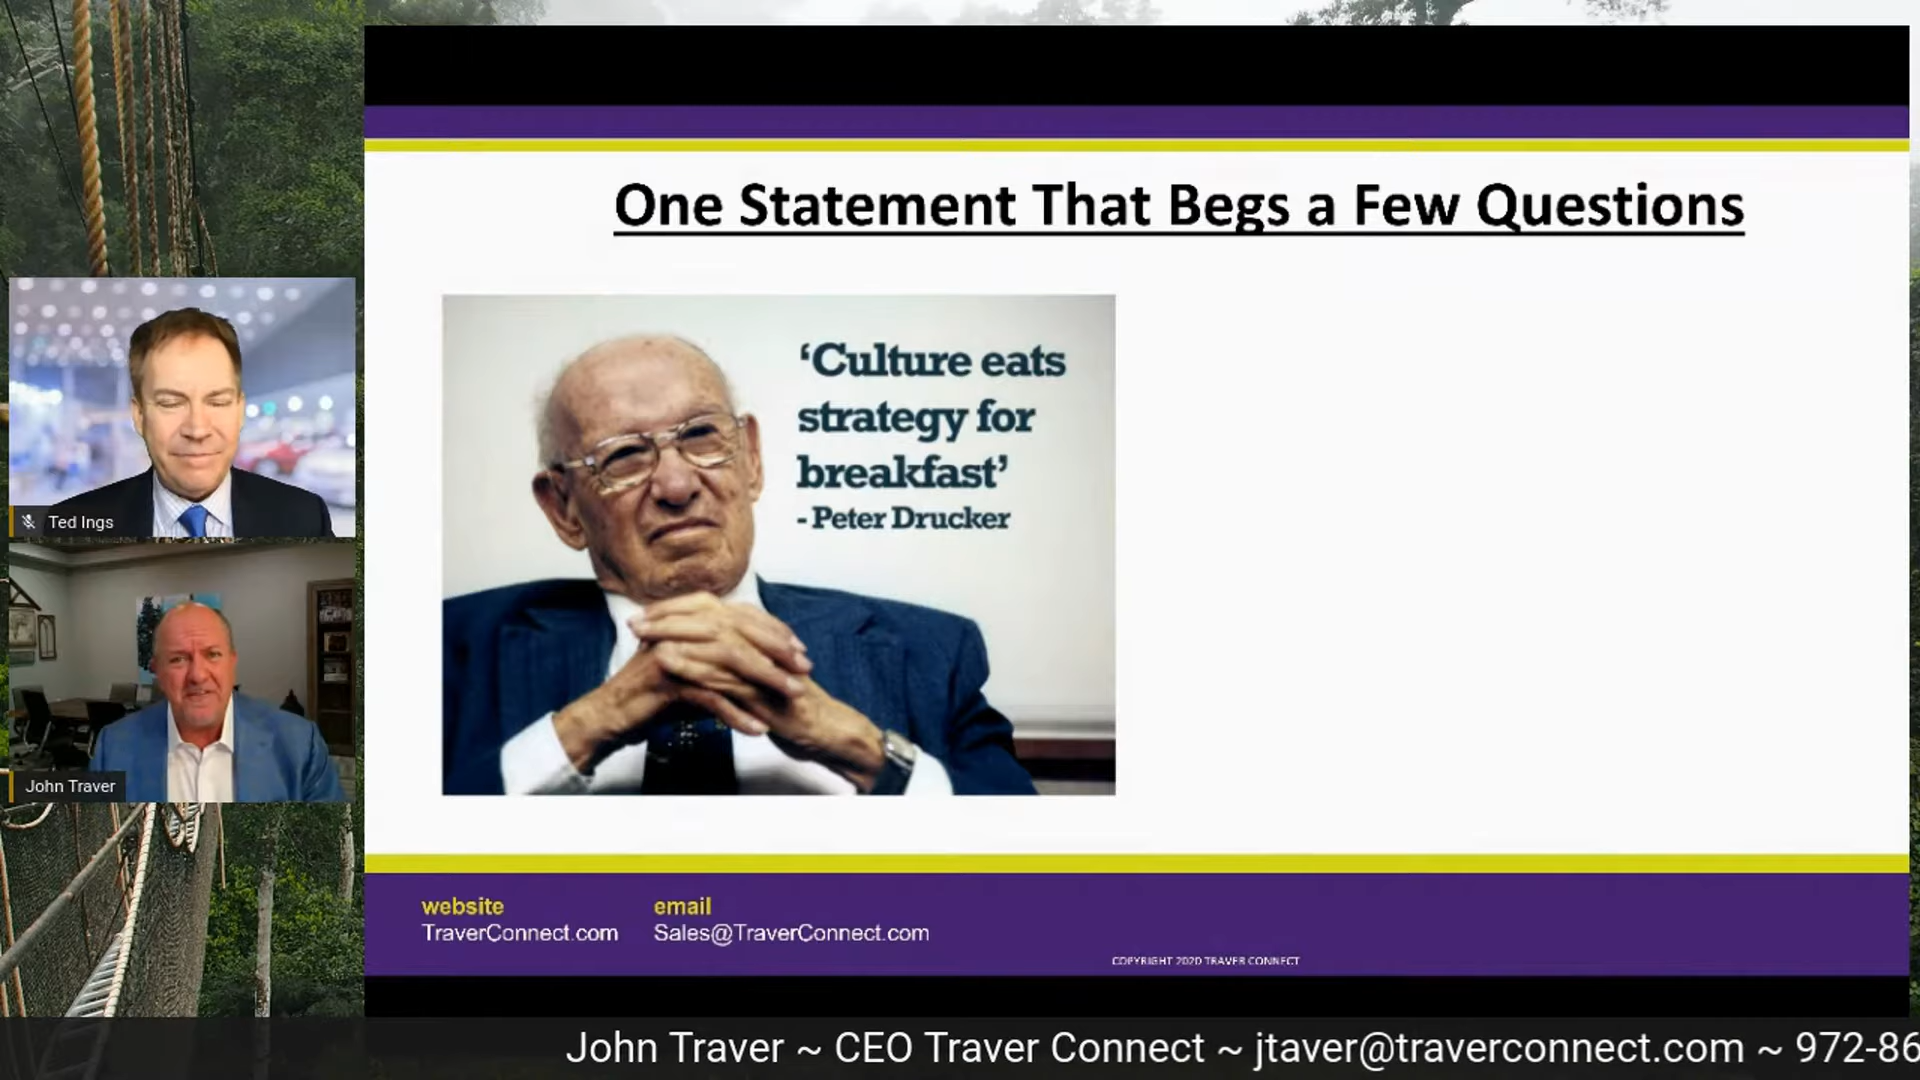 One Statement That Begs a Few Questions
‘Culture eats
strategy for
breakfast’
- Peter Drucker
Ted Ings
John Traver
website
TraverConnect.com
email
Sales@TraverConnect.com
COPYRIGHT 2020 TRAVER CONNECT
John Traver ~ CEO Traver Connect ~ jtaver@traverconnect.com ~ 972-86